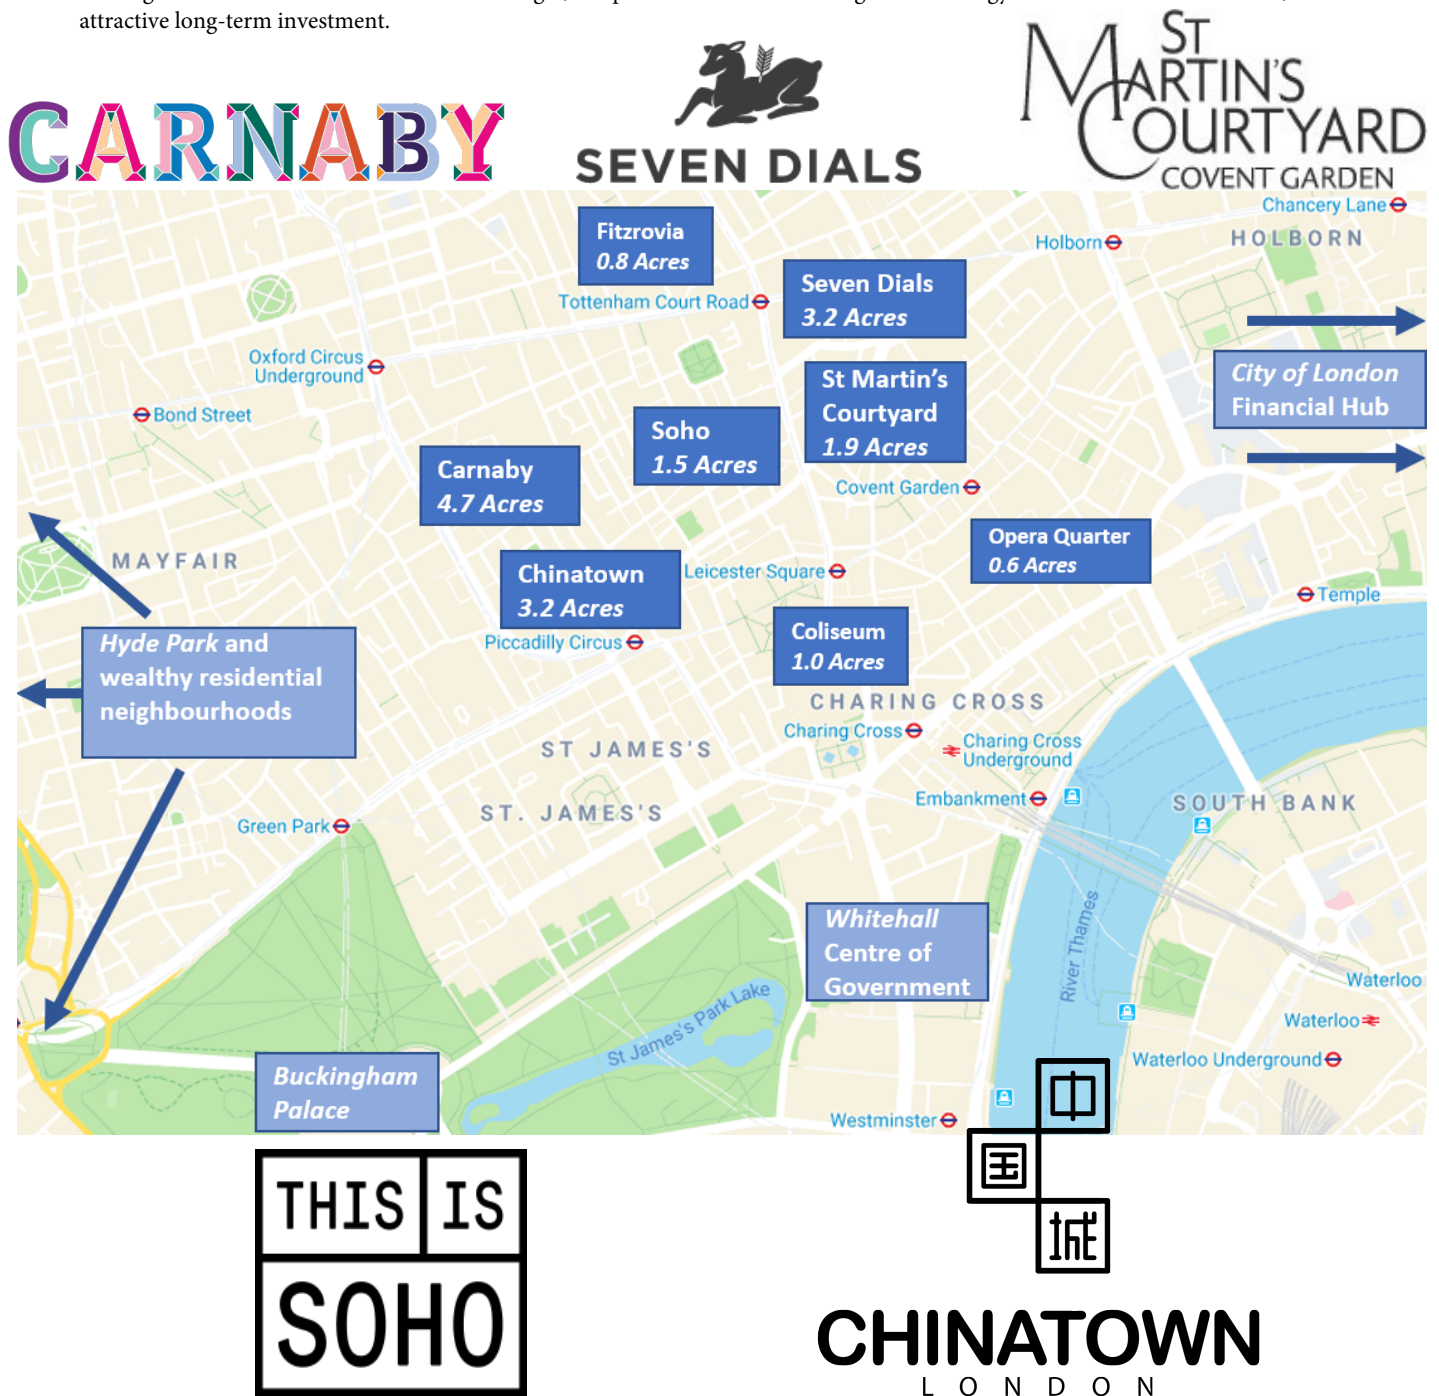 attractive long-term investment.
CARNABY
SEVEN DIALS
ST
MARTIN'S
COURTYARD
COVENT GARDEN
Chancery Lane
HOLBORN
Holborn
Fitzrovia
0.8 Acres
Tottenham Court Road
Seven Dials
3.2 Acres
Oxford Circus
Underground
Bond Street
St Martin's
Courtyard
1.9 Acres
City of London
Financial Hub
Soho
1.5 Acres
Carnaby
4.7 Acres
Covent Garden
Opera Quarter
0.6 Acres
MAYFAIR
Chinatown
3.2 Acres
Leicester Square
Temple
Piccadilly Circus
Coliseum
1.0 Acres
Hyde Park and
wealthy residential
neighbourhoods
CHARING CROSS
Charing Cross
Charing Cross
Underground
ST JAMES'S
ST. JAMES'S
Embankment
SOUTH BANK
Green Park
Whitehall
Centre of
Government
River Thames
St James's Park Lake
Waterloo
Waterloo
Waterloo Underground
Buckingham
Palace
Westminster
中
国
城
THIS IS
SOHO
CHINATOWN
LONDON